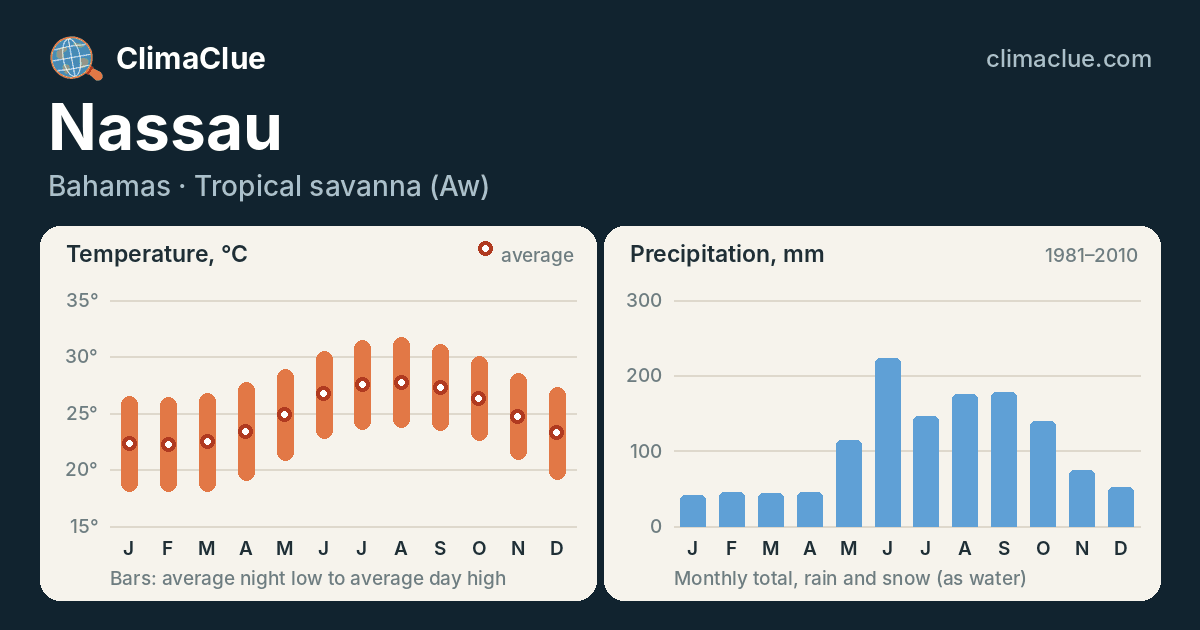 ClimaClue
climaclue.com
Nassau
Bahamas · Tropical savanna (Aw)
Temperature, °C
average
35°
30°
25°
20°
15°
J F M A M J J A S O N D
Bars: average night low to average day high
Precipitation, mm
1981–2010
300
200
100
0
J F M A M J J A S O N D
Monthly total, rain and snow (as water)